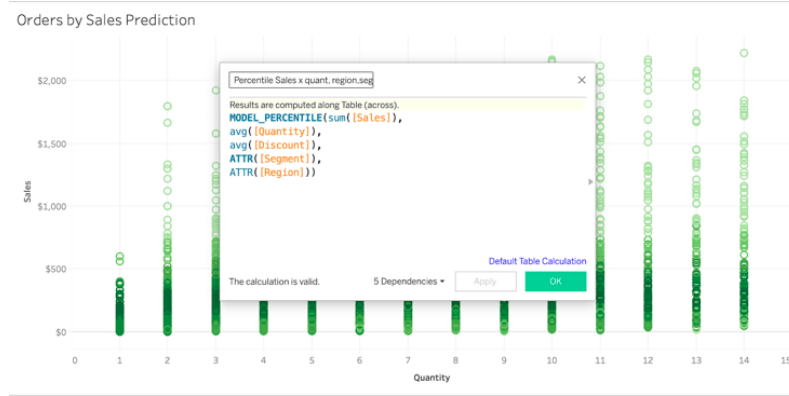 Orders by Sales Prediction
Percentile Sales x quant, region,seg
Results are computed along Table (across).
MODEL_PERCENTILE(sum([Sales]),
avg([Quantity]),
avg([Discount]),
ATTR([Segment]),
ATTR([Region]))
Default Table Calculation
The calculation is valid.
5 Dependencies
Apply
OK
$2,000
$1,500
$1,000
$500
$0
Sales
0 1 2 3 4 5 6 7 8 9 10 11 12 13 14 15
Quantity